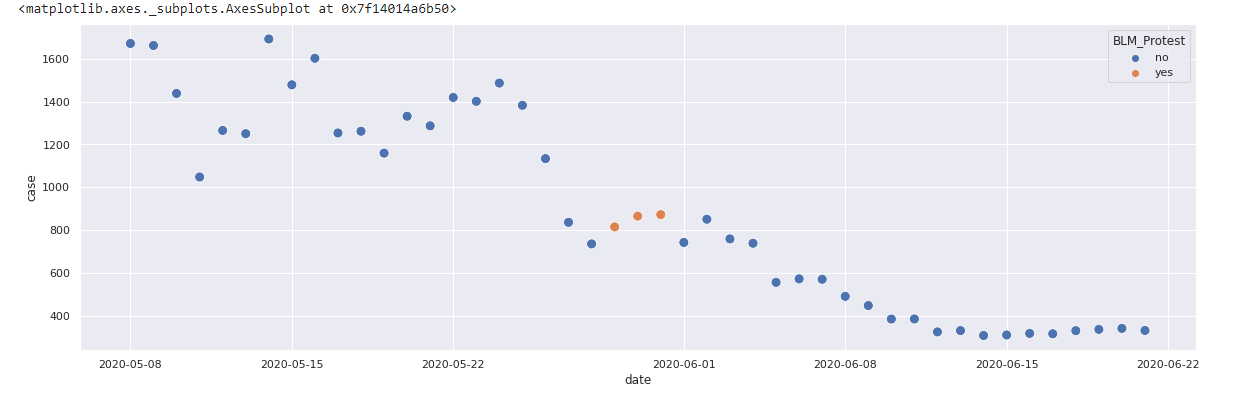 <matplotlib.axes._subplots.AxesSubplot at 0x7f14014a6b50>
BLM_Protest
no
yes
1600
1400
1200
1000
800
600
400
case
2020-05-08 2020-05-15 2020-05-22 2020-06-01 2020-06-08 2020-06-15 2020-06-22
date